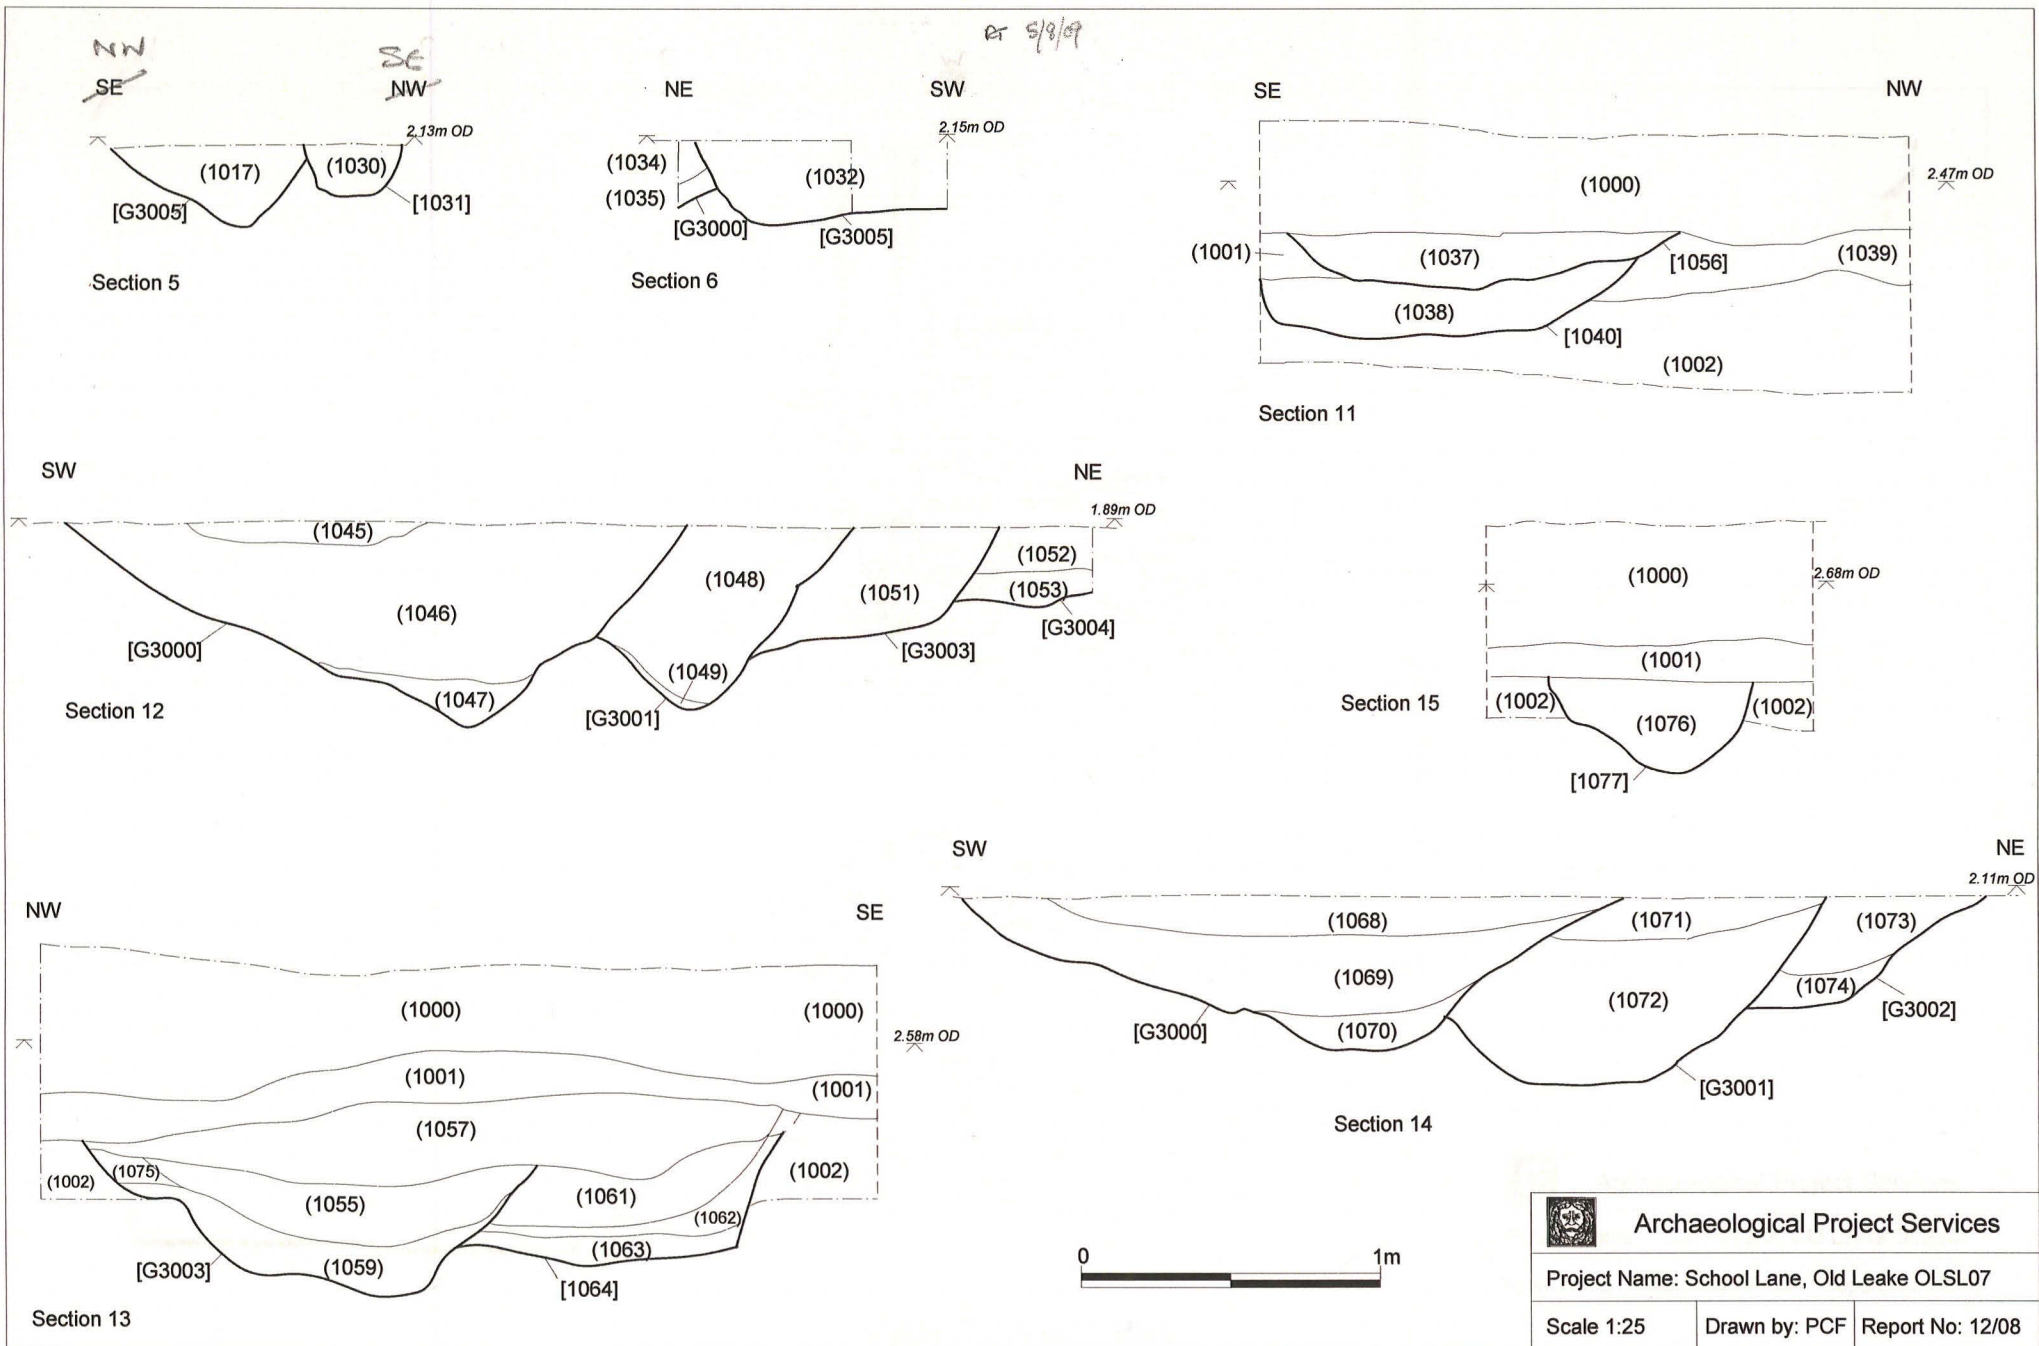 RT 5/8/09
NW
SE
SE
NW
2.13m OD
(1017)
(1030)
[G3005]
[1031]
Section 5
NE
SW
2.15m OD
(1034)
(1035)
(1032)
[G3000]
[G3005]
Section 6
SE
NW
(1000)
2.47m OD
(1001)
(1037)
[1056]
(1039)
(1038)
[1040]
(1002)
Section 11
SW
NE
1.89m OD
(1045)
(1046)
(1048)
(1051)
(1052)
(1053)
[G3000]
[G3004]
[G3003]
(1047)
(1049)
[G3001]
Section 12
(1000)
2.68m OD
(1001)
(1002)
(1076)
(1002)
[1077]
Section 15
NW
SE
(1000)
(1000)
2.58m OD
(1001)
(1001)
(1057)
(1002)
(1075)
(1055)
(1061)
(1002)
(1062)
(1063)
(1059)
[G3003]
[1064]
Section 13
SW
NE
2.11m OD
(1068)
(1071)
(1073)
(1069)
(1074)
(1072)
[G3002]
(1070)
[G3000]
[G3001]
Section 14
0 1m
Archaeological Project Services
Project Name: School Lane, Old Leake OLSL07
Scale 1:25 Drawn by: PCF Report No: 12/08